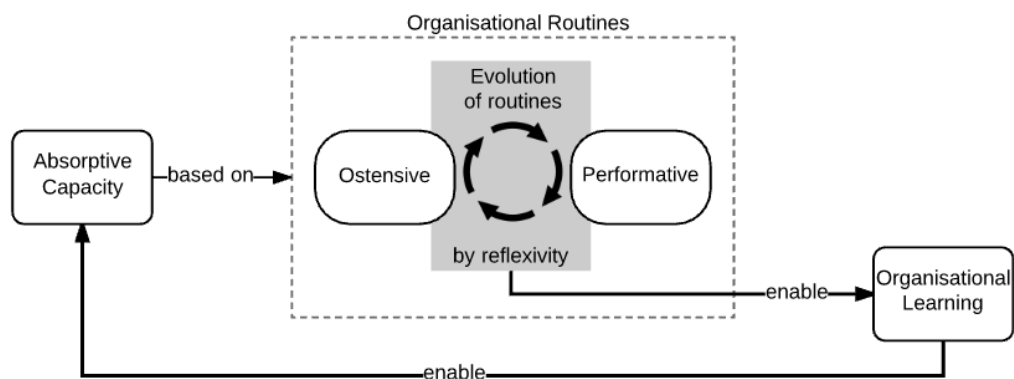 Organisational Routines
Evolution
of routines
Absorptive
Capacity
based on
Ostensive
Performative
by reflexivity
enable
Organisational
Learning
enable